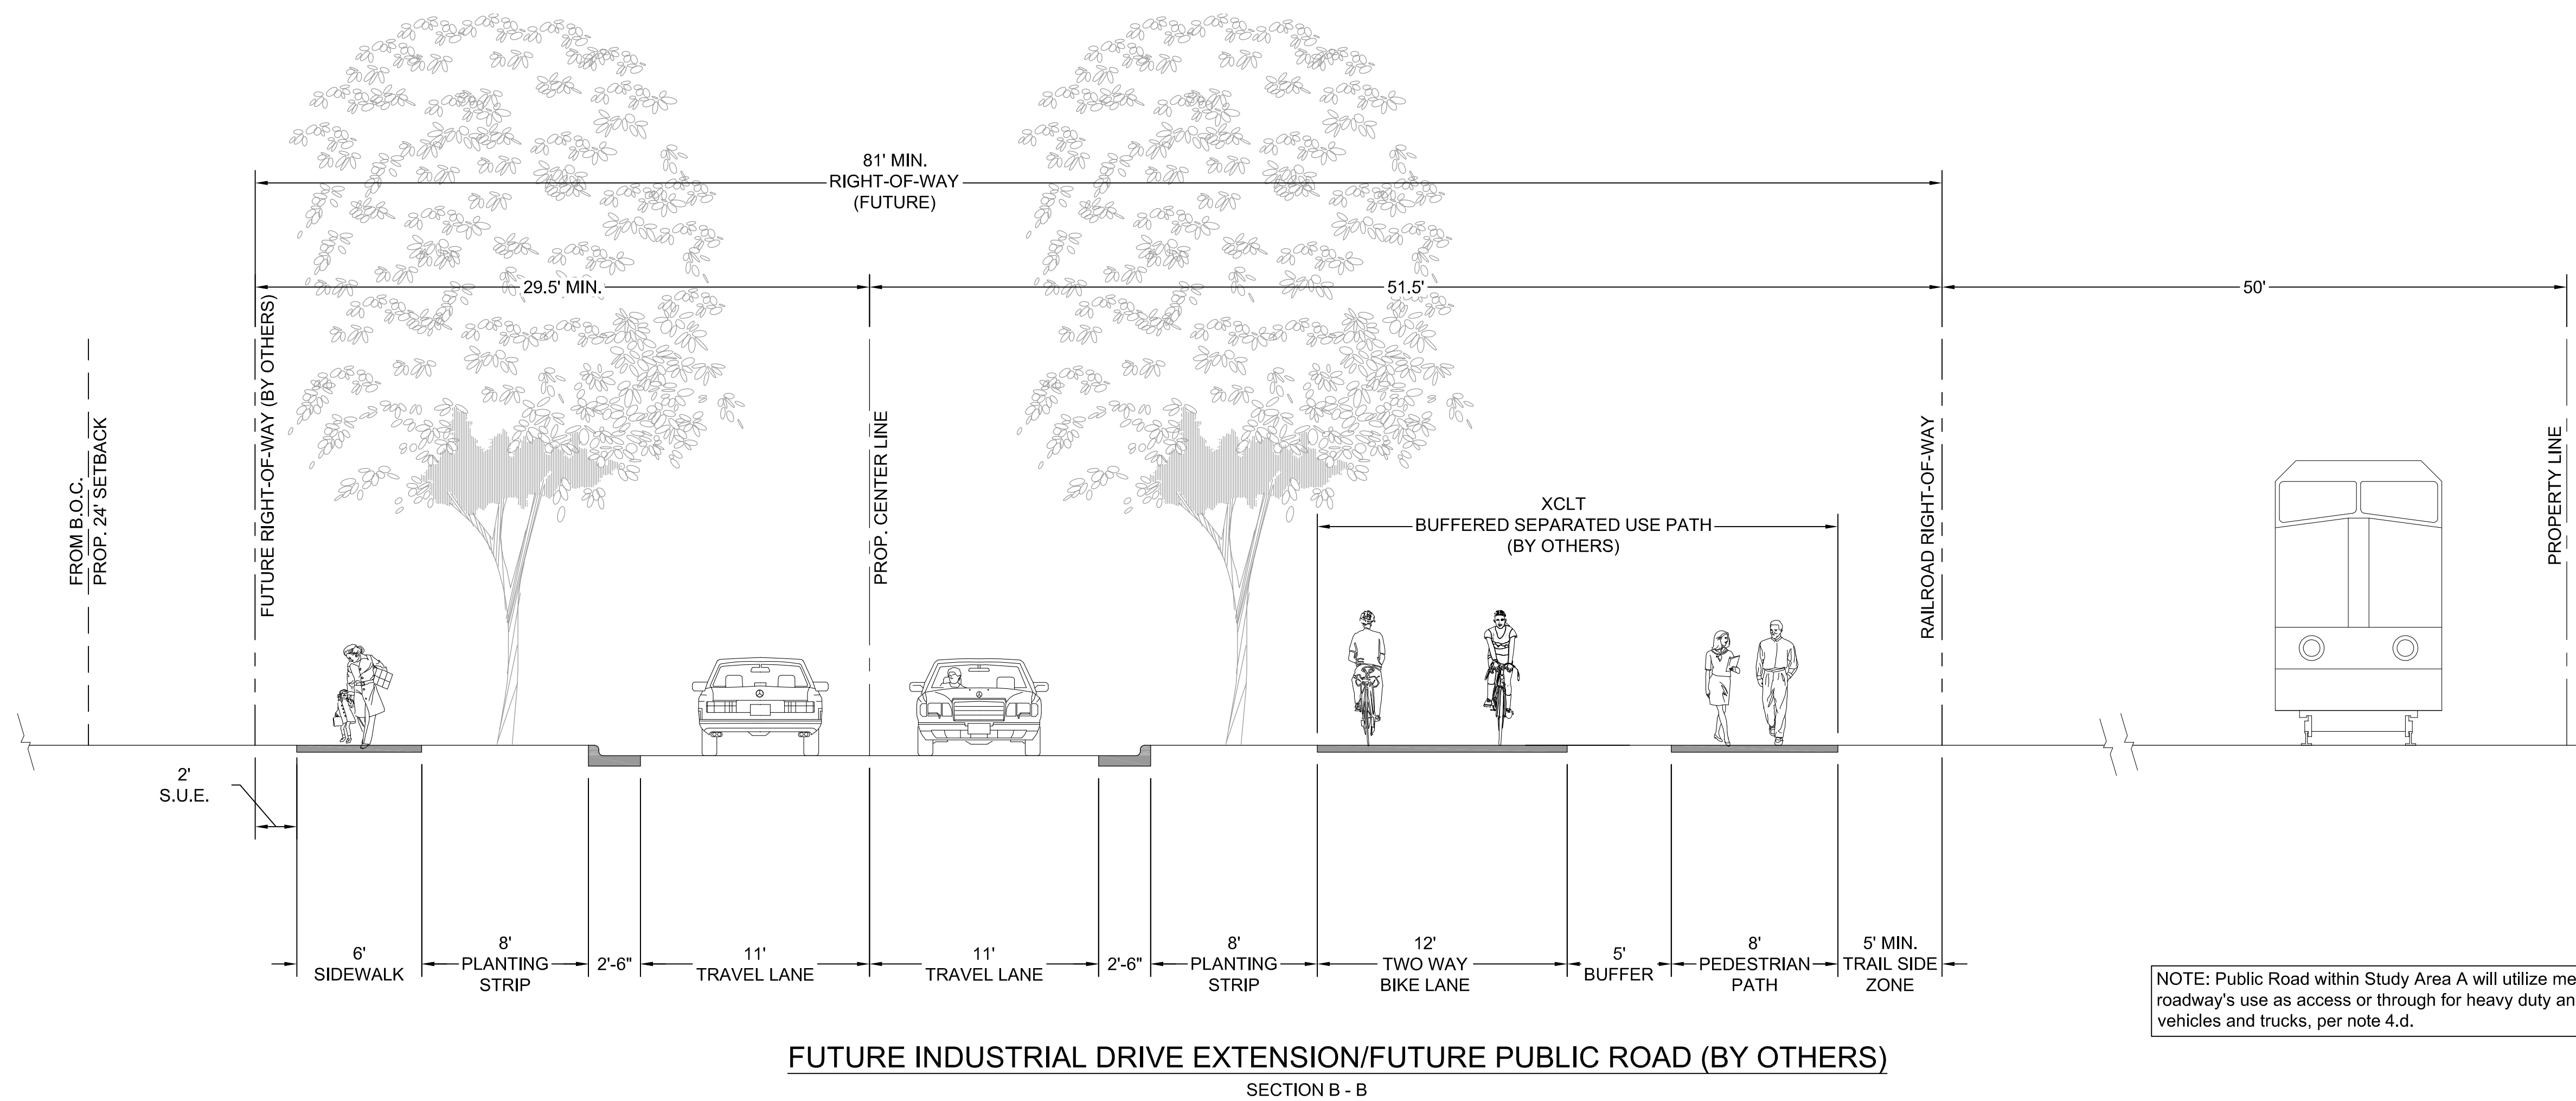 81' MIN.
RIGHT-OF-WAY
(FUTURE)
29.5' MIN.
51.5'
50'
FROM B.O.C.
PROP. 24' SETBACK
FUTURE RIGHT-OF-WAY (BY OTHERS)
PROP. CENTER LINE
XCLT
BUFFERED SEPARATED USE PATH
(BY OTHERS)
RAILROAD RIGHT-OF-WAY
PROPERTY LINE
2'
S.U.E.
6'
SIDEWALK
8'
PLANTING
STRIP
2'-6"
11'
TRAVEL LANE
11'
TRAVEL LANE
2'-6"
8'
PLANTING
STRIP
12'
TWO WAY
BIKE LANE
5'
BUFFER
8'
PEDESTRIAN
PATH
5' MIN.
TRAIL SIDE
ZONE
NOTE: Public Road within Study Area A will utilize me
roadway's use as access or through for heavy duty an
vehicles and trucks, per note 4.d.
FUTURE INDUSTRIAL DRIVE EXTENSION/FUTURE PUBLIC ROAD (BY OTHERS)
SECTION B - B